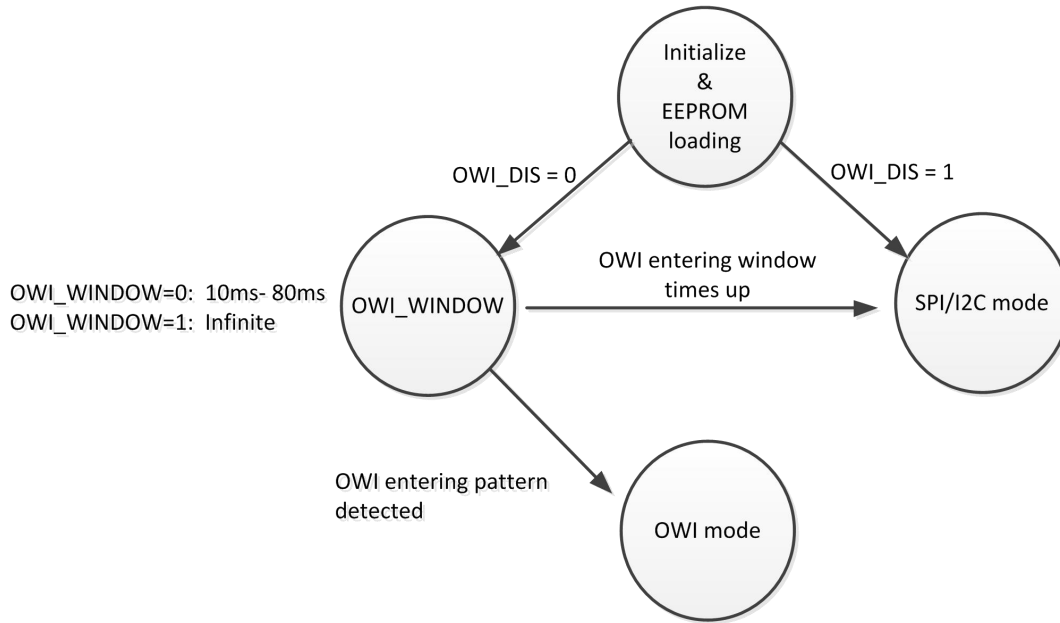 Initialize
&
EEPROM
loading
OWI_DIS = 0
OWI_DIS = 1
OWI_WINDOW=0:  10ms- 80ms
OWI_WINDOW=1:  Infinite
OWI_WINDOW
OWI entering window
times up
SPI/I2C mode
OWI entering pattern
detected
OWI mode